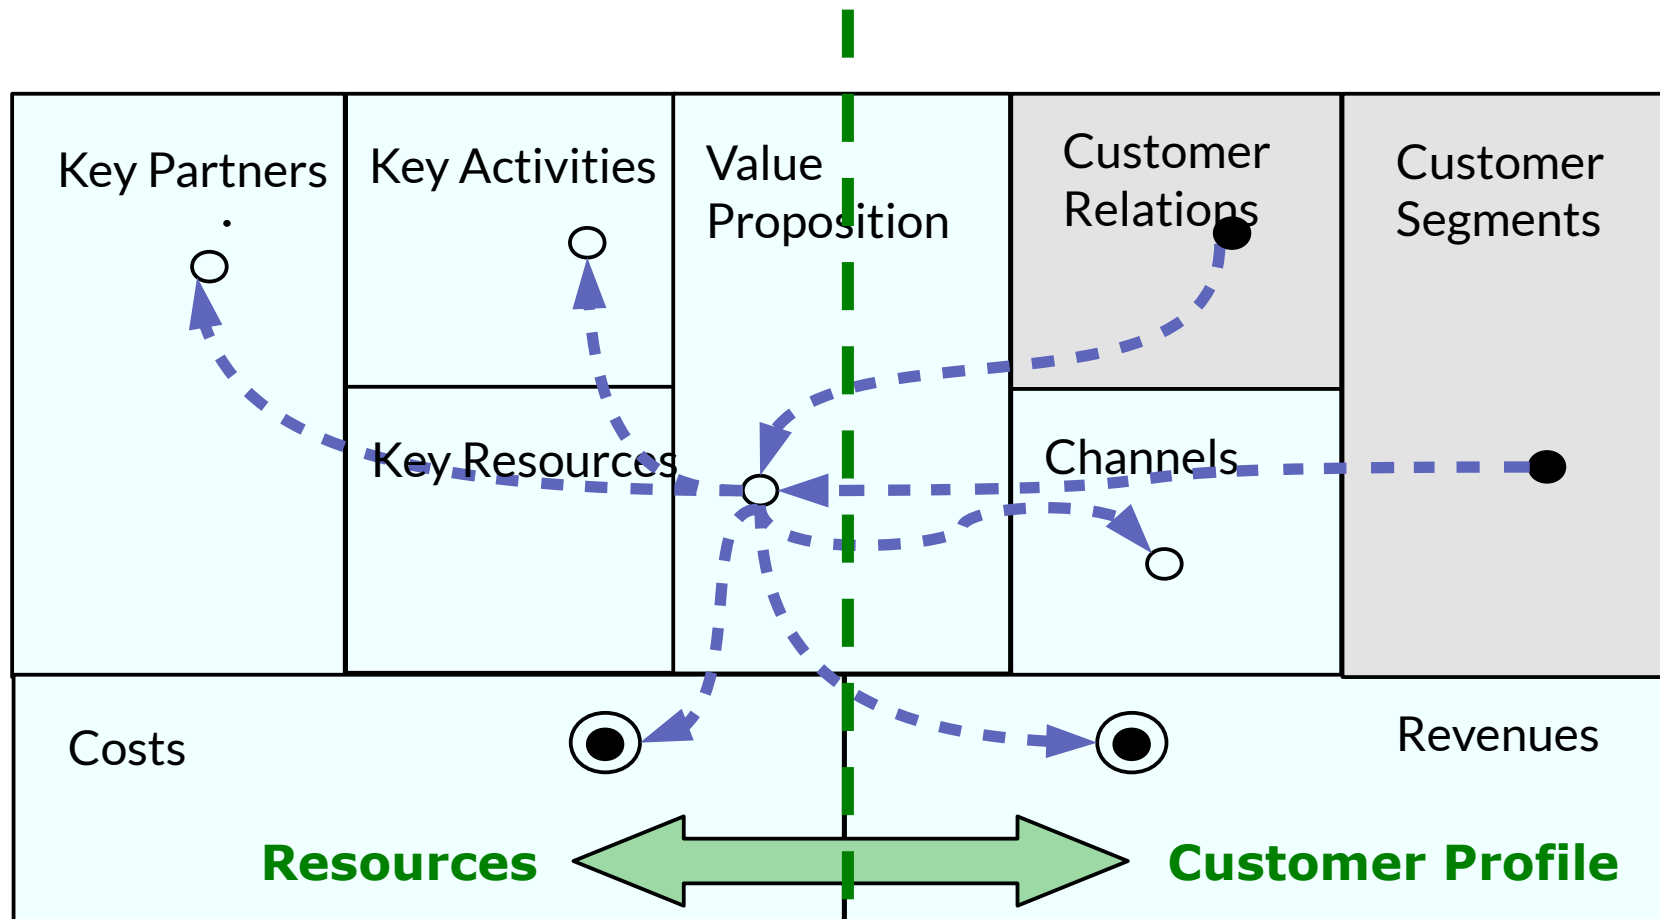 Key Partners
.
Key Activities
Value
Proposition
Customer
Relations
Customer
Segments
Key Resources
Channels
Costs
Revenues
Resources
Customer Profile